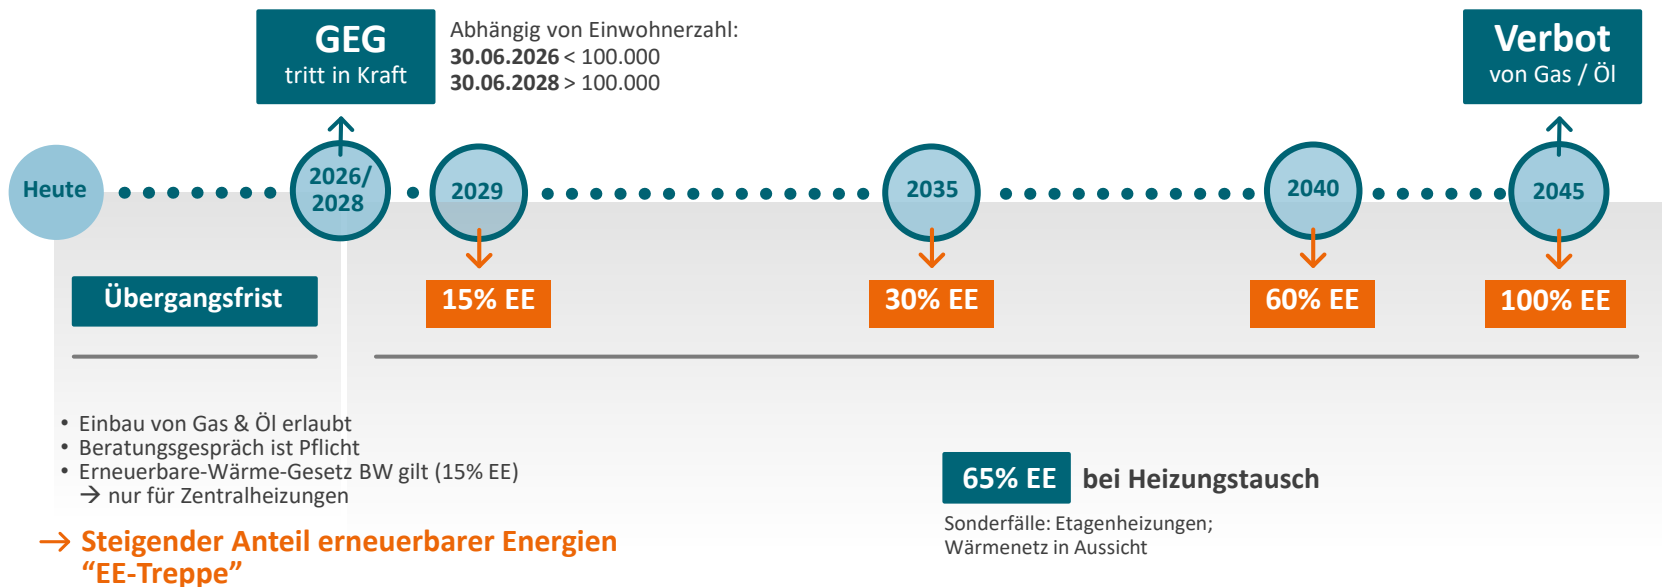 GEG
tritt in Kraft
Abhängig von Einwohnerzahl:
30.06.2026 < 100.000
30.06.2028 > 100.000
Verbot
von Gas / Öl
Heute
2026/
2028
2029
2035
2040
2045
Übergangsfrist
15% EE
30% EE
60% EE
100% EE
• Einbau von Gas & Öl erlaubt
• Beratungsgespräch ist Pflicht
• Erneuerbare-Wärme-Gesetz BW gilt (15% EE)
→ nur für Zentralheizungen
65% EE bei Heizungstausch
Sonderfälle: Etagenheizungen;
Wärmenetz in Aussicht
→ Steigender Anteil erneuerbarer Energien
“EE-Treppe”